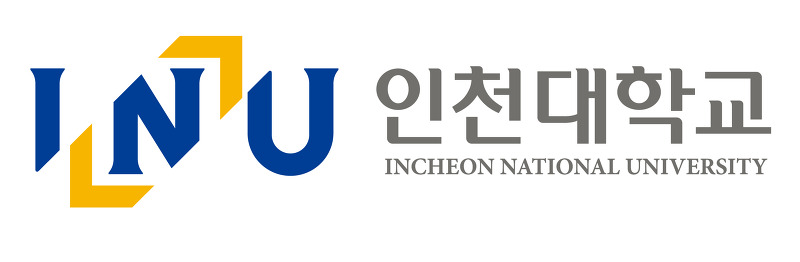 INU
인천대학교
INCHEON NATIONAL UNIVERSITY